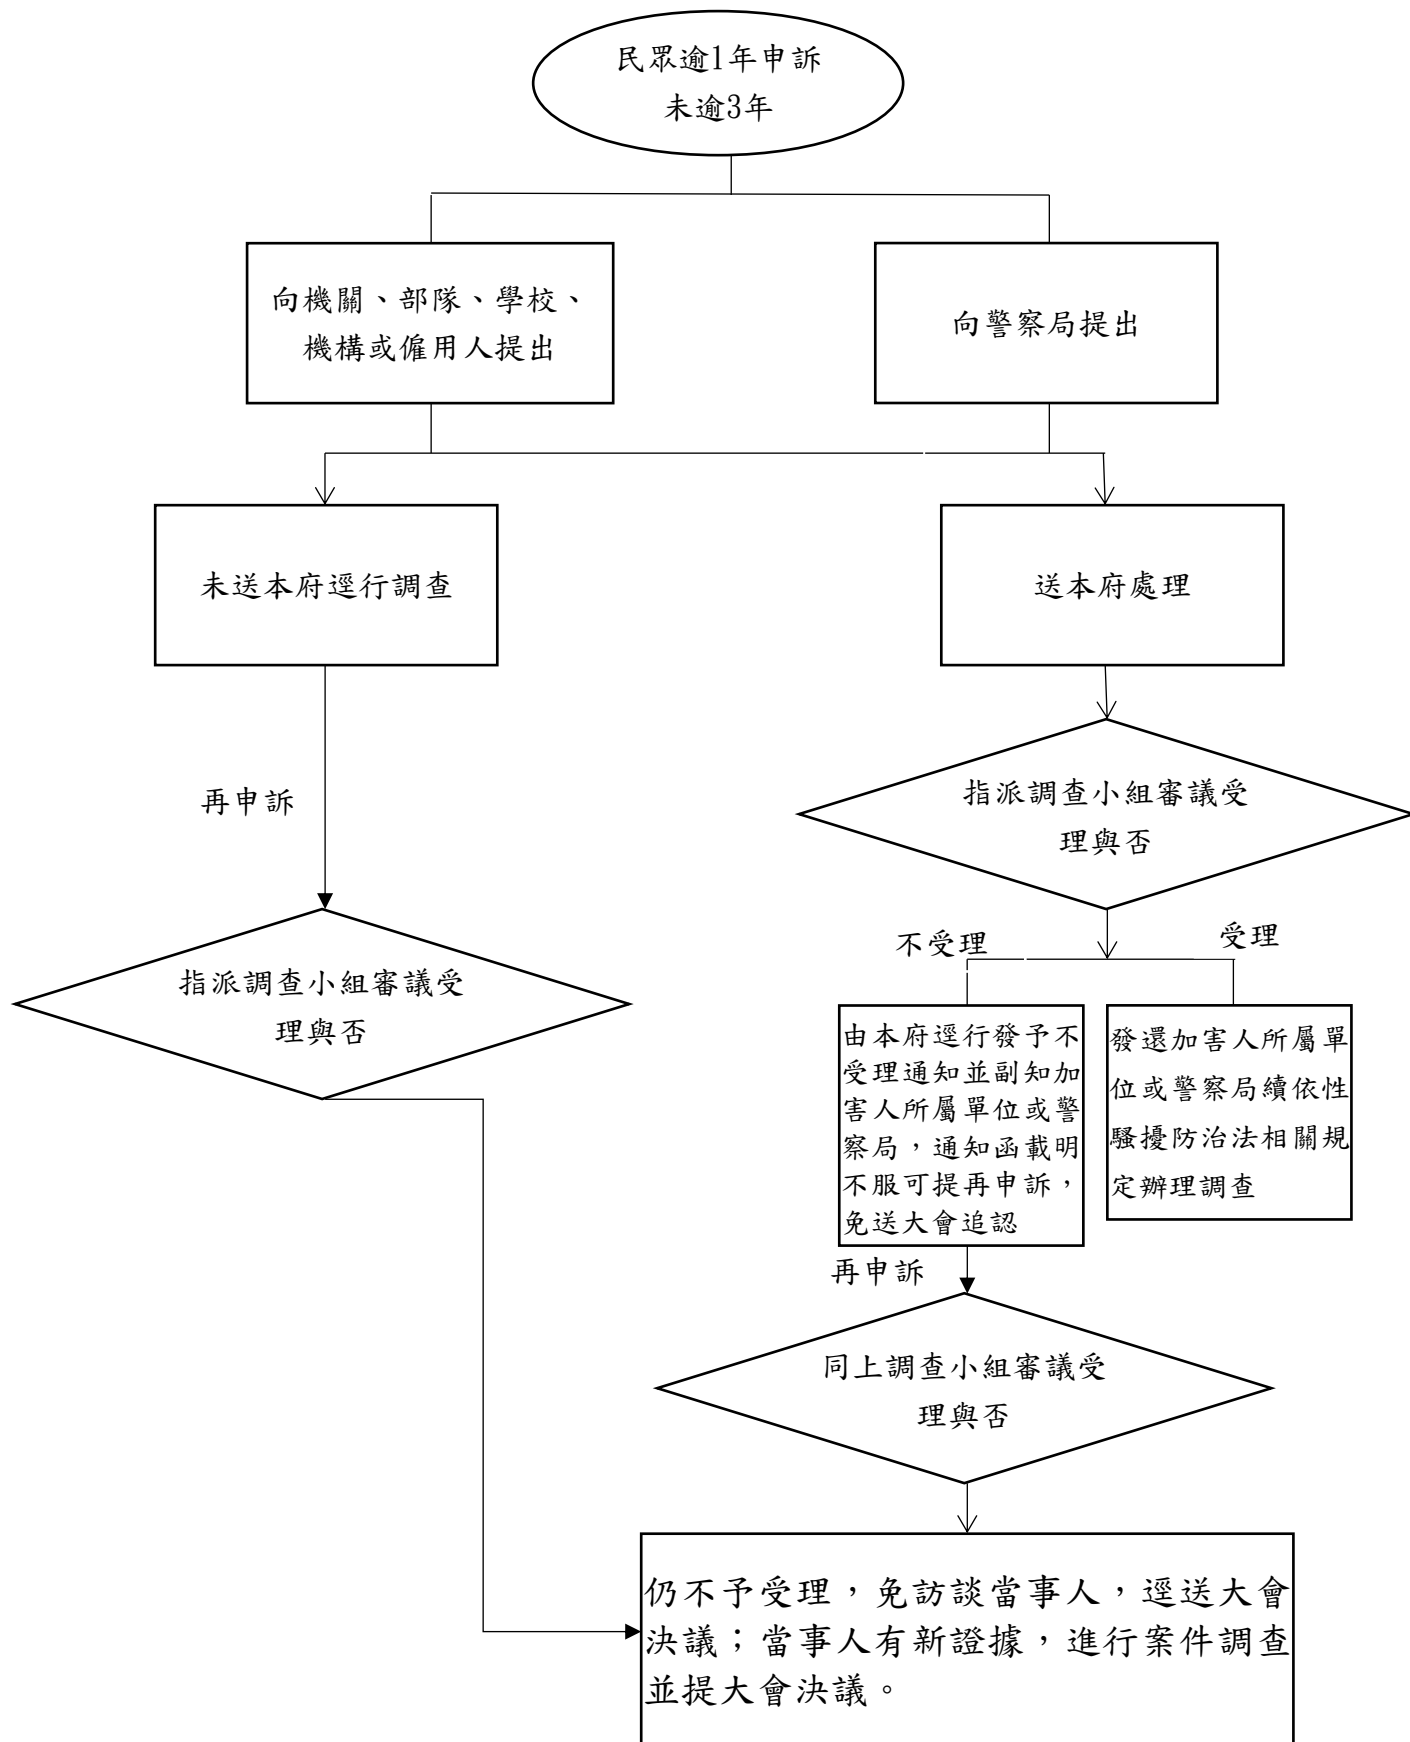 民眾逾1年申訴
未逾3年
向機關、部隊、學校、
機構或僱用人提出
向警察局提出
未送本府逕行調查
送本府處理
再申訴
指派調查小組審議受
理與否
指派調查小組審議受
理與否
不受理
受理
由本府逕行發予不
受理通知並副知加
害人所屬單位或警
察局，通知函載明
不服可提再申訴，
免送大會追認
發還加害人所屬單
位或警察局續依性
騷擾防治法相關規
定辦理調查
再申訴
同上調查小組審議受
理與否
仍不予受理，免訪談當事人，逕送大會
決議；當事人有新證據，進行案件調查
並提大會決議。